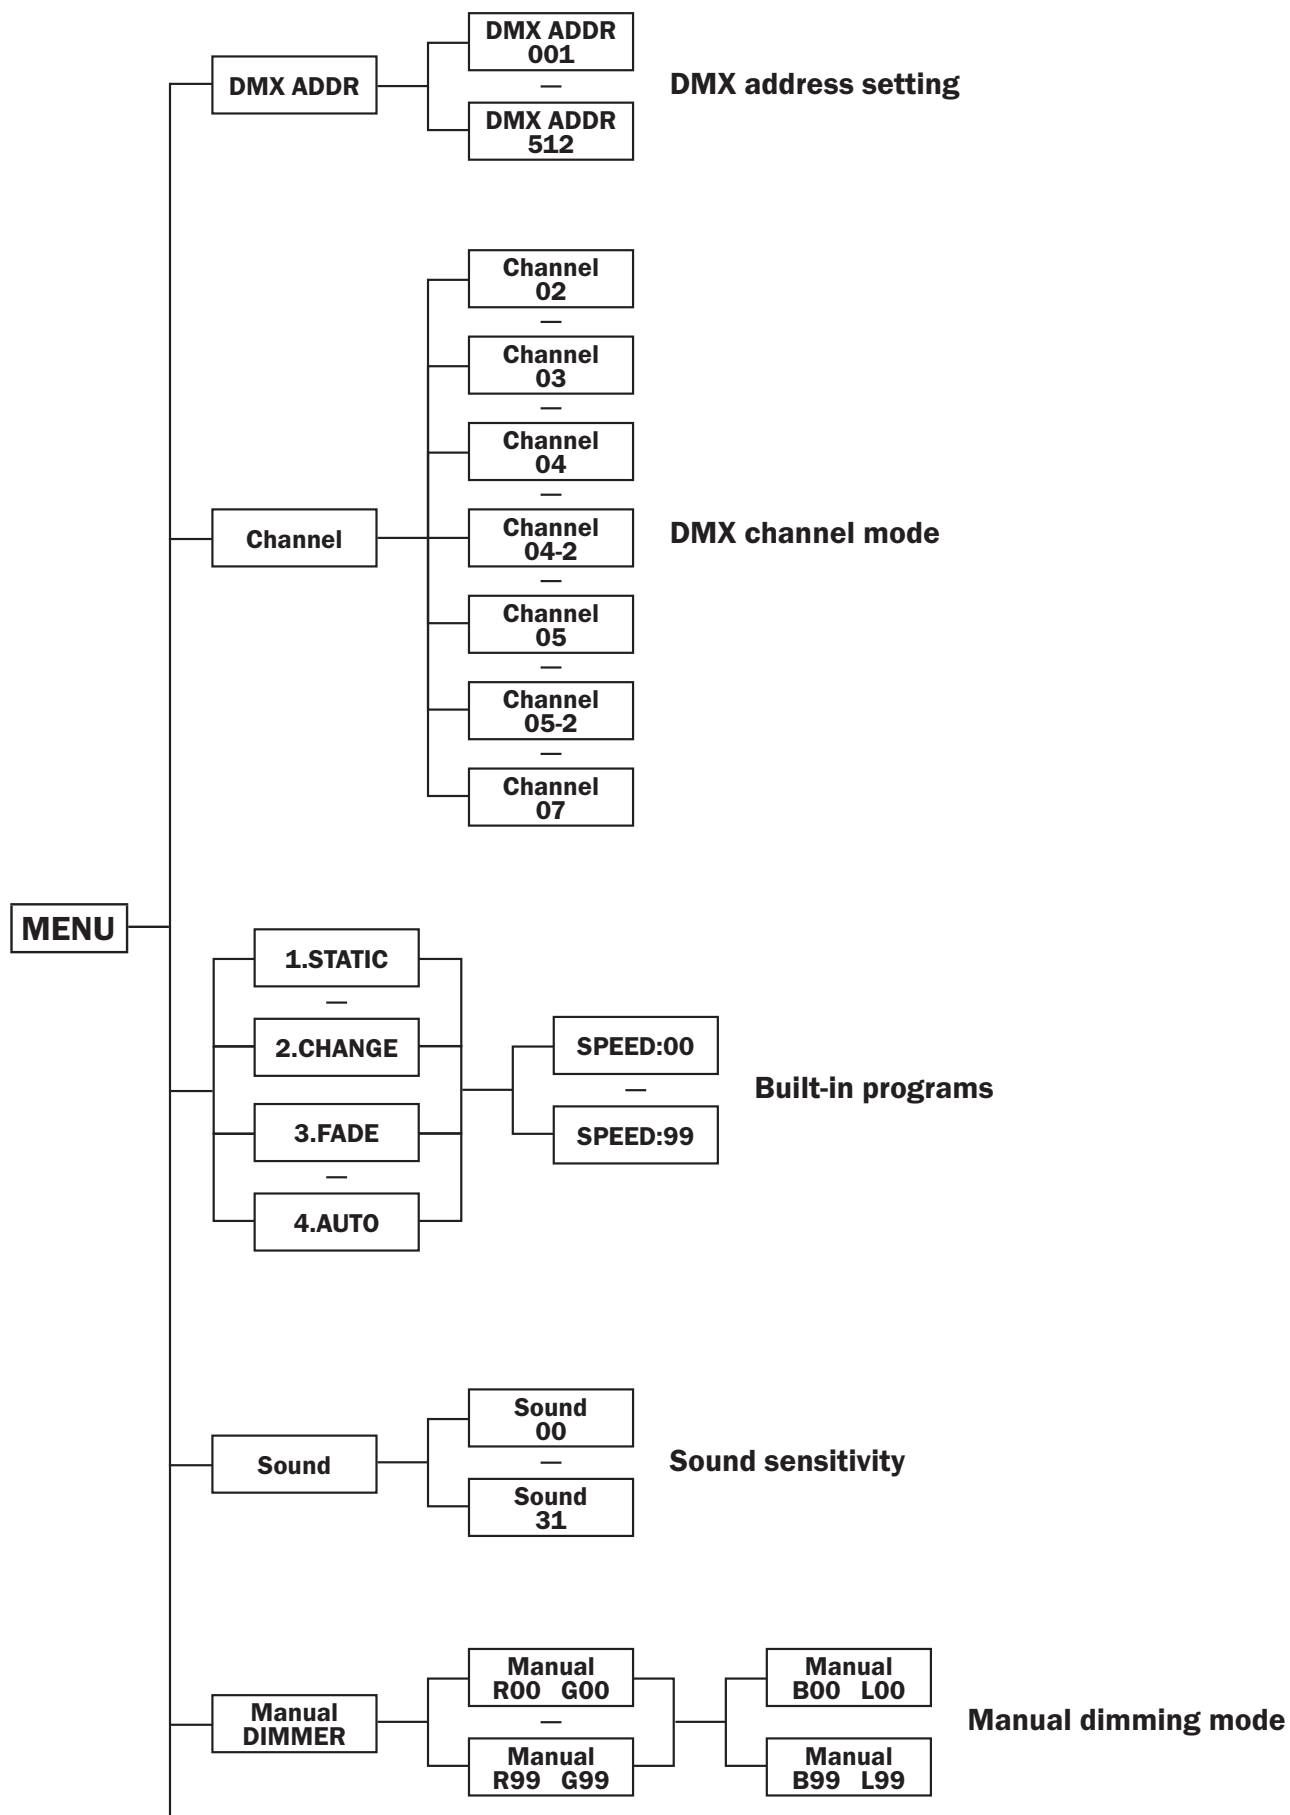 DMX ADDR
DMX ADDR
001
—
DMX ADDR
512
DMX address setting
Channel
Channel
02
—
Channel
03
—
Channel
04
—
Channel
04-2
—
Channel
05
—
Channel
05-2
—
Channel
07
DMX channel mode
MENU
1.STATIC
—
2.CHANGE
3.FADE
—
4.AUTO
SPEED:00
—
SPEED:99
Built-in programs
Sound
Sound
00
—
Sound
31
Sound sensitivity
Manual
DIMMER
Manual
R00 G00
—
Manual
R99 G99
Manual
B00 L00
Manual
B99 L99
Manual dimming mode